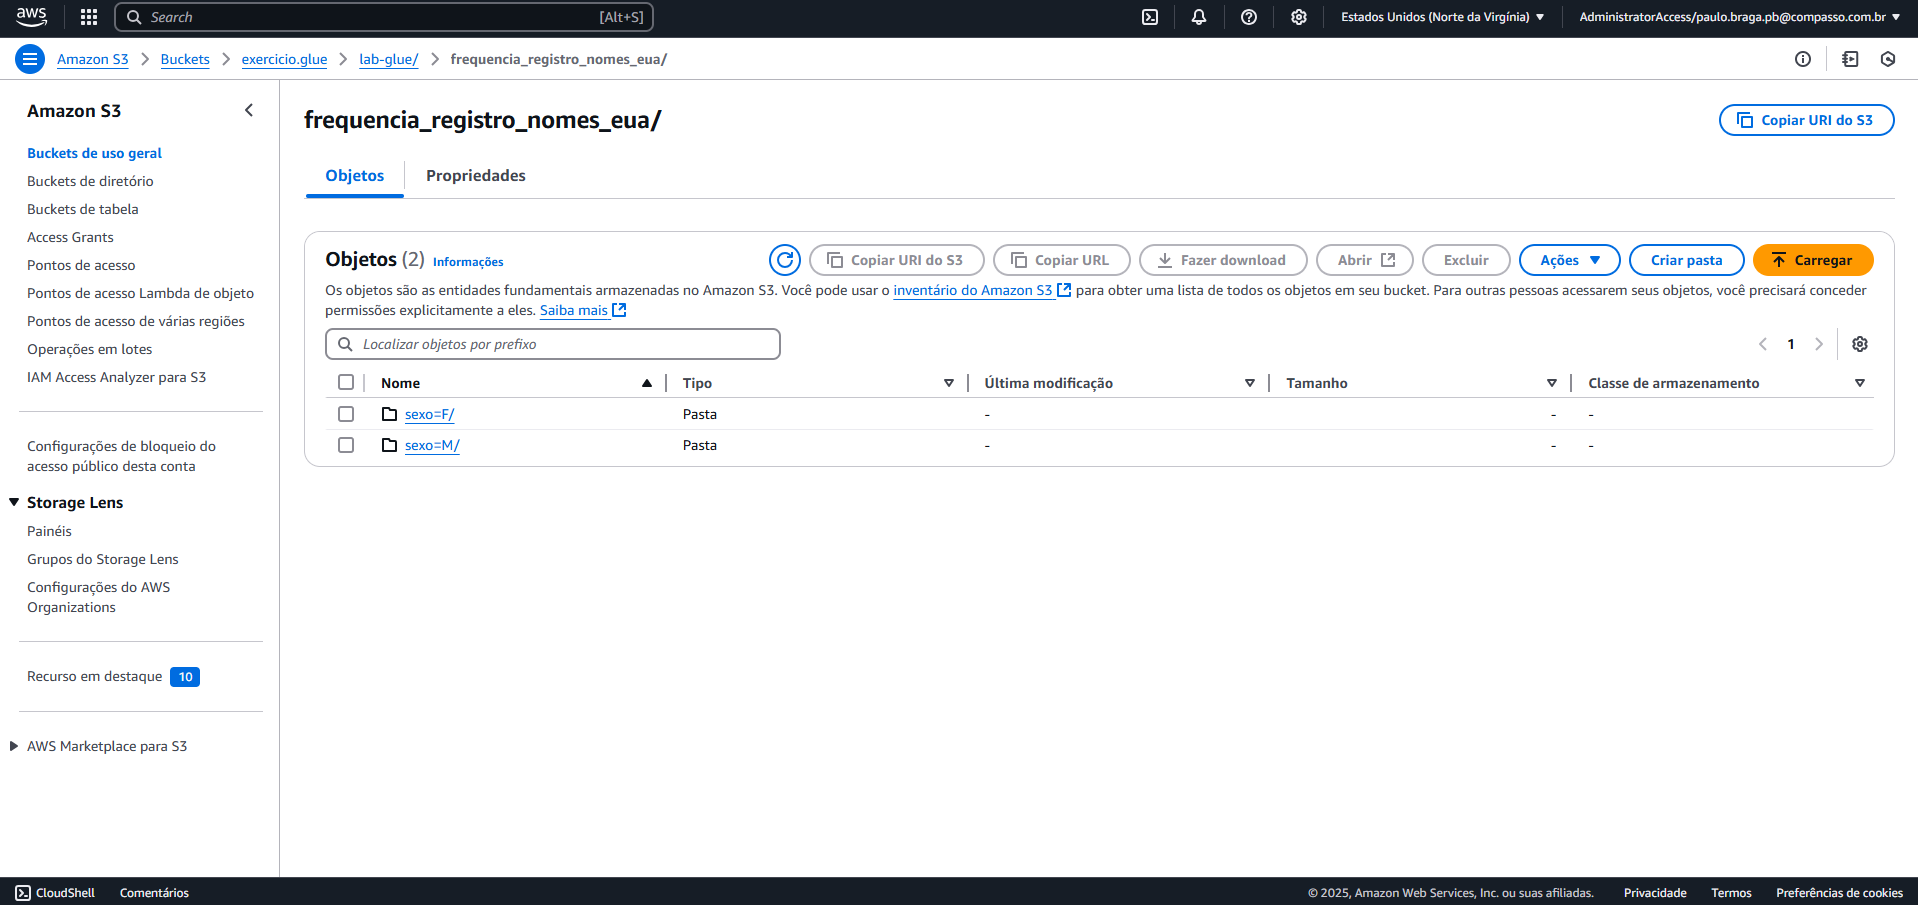 aws
Search
[Alt+S]
Estados Unidos (Norte da Virgínia)
AdministratorAccess/paulo.braga.pb@compasso.com.br
Amazon S3
Buckets
exercicio.glue
lab-glue/
frequencia_registro_nomes_eua/
Amazon S3
Buckets de uso geral
Buckets de diretório
Buckets de tabela
Access Grants
Pontos de acesso
Pontos de acesso Lambda de objeto
Pontos de acesso de várias regiões
Operações em lotes
IAM Access Analyzer para S3
Configurações de bloqueio do
acesso público desta conta
Storage Lens
Painéis
Grupos do Storage Lens
Configurações do AWS
Organizations
Recurso em destaque 10
AWS Marketplace para S3
frequencia_registro_nomes_eua/
Copiar URI do S3
Objetos
Propriedades
Objetos (2) Informações
Copiar URI do S3
Copiar URL
Fazer download
Abrir
Excluir
Ações
Criar pasta
Carregar
Os objetos são as entidades fundamentais armazenadas no Amazon S3. Você pode usar o inventário do Amazon S3 para obter uma lista de todos os objetos em seu bucket. Para outras pessoas acessarem seus objetos, você precisará conceder
permissões explicitamente a eles. Saiba mais
Localizar objetos por prefixo
1
Nome Tipo Última modificação Tamanho Classe de armazenamento
sexo=F/ Pasta - - -
sexo=M/ Pasta - - -
CloudShell
Comentários
© 2025, Amazon Web Services, Inc. ou suas afiliadas.
Privacidade
Termos
Preferências de cookies